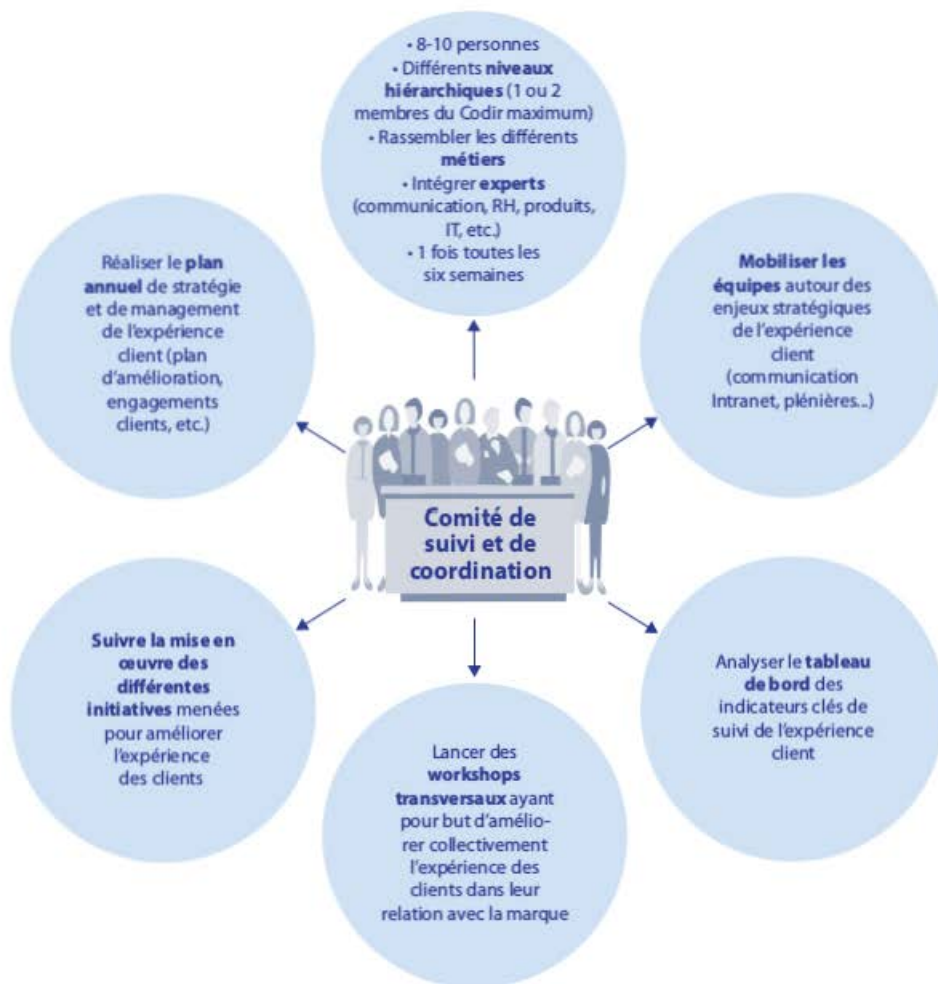 • 8-10 personnes
• Différents niveaux
hiérarchiques (1 ou 2
membres du Codir maximum)
• Rassembler les différents
métiers
• Intégrer experts
(communication, RH, produits,
IT, etc.)
• 1 fois toutes les
six semaines
Réaliser le plan
annuel de stratégie
et de management
de l'expérience
client (plan
d'amélioration,
engagements
clients, etc.)
Mobiliser les
équipes autour des
enjeux stratégiques
de l'expérience
client
(communication
Intranet, plénières...)
Comité de
suivi et de
coordination
Suivre la mise en
œuvre des
différentes
initiatives menées
pour améliorer
l'expérience
des clients
Analyser le tableau
de bord des
indicateurs clés de
suivi de l'expérience
client
Lancer des
workshops
transversaux ayant
pour but d'amélio-
rer collectivement
l'expérience des
clients dans leur
relation avec la marque